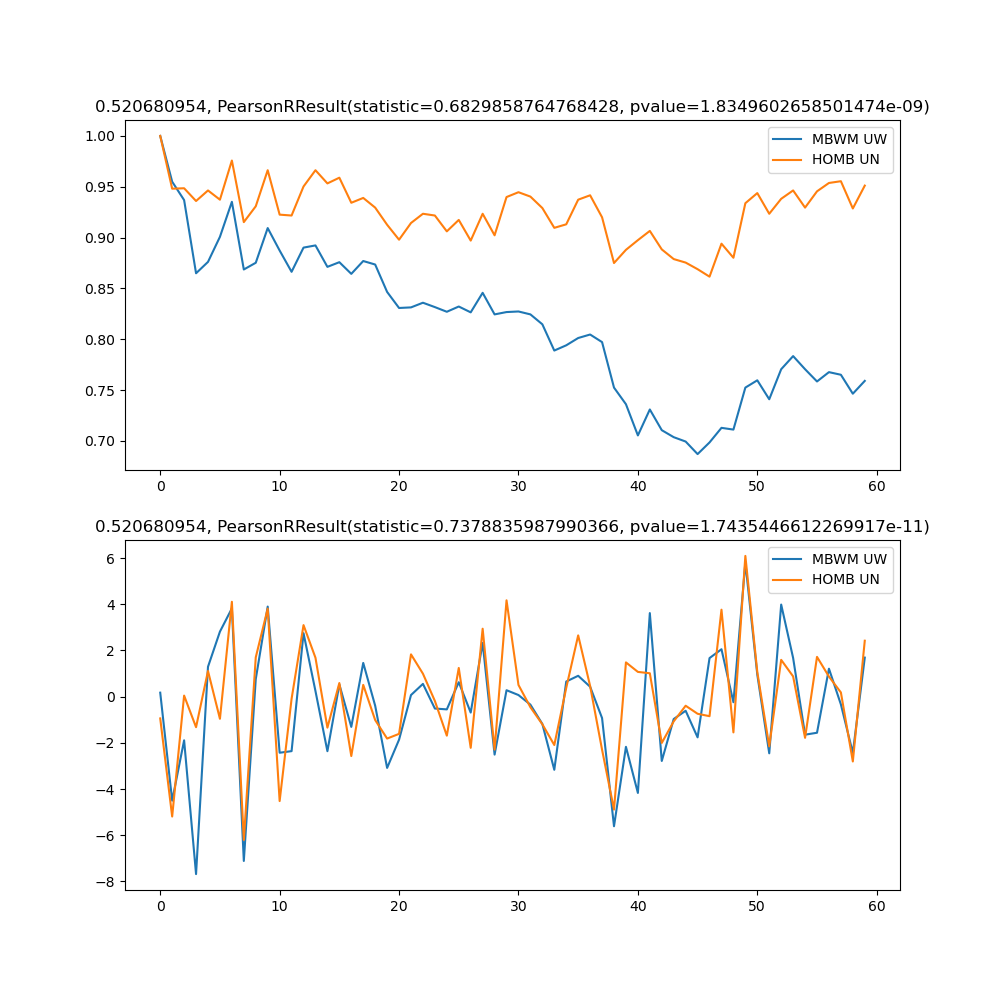 0.520680954, PearsonRResult(statistic=0.6829858764768428, pvalue=1.8349602658501474e-09)
MBWM UW
HOMB UN
1.00
0.95
0.90
0.85
0.80
0.75
0.70
0 10 20 30 40 50 60
0.520680954, PearsonRResult(statistic=0.7378835987990366, pvalue=1.7435446612269917e-11)
MBWM UW
HOMB UN
6
4
2
0
−2
−4
−6
−8
0 10 20 30 40 50 60